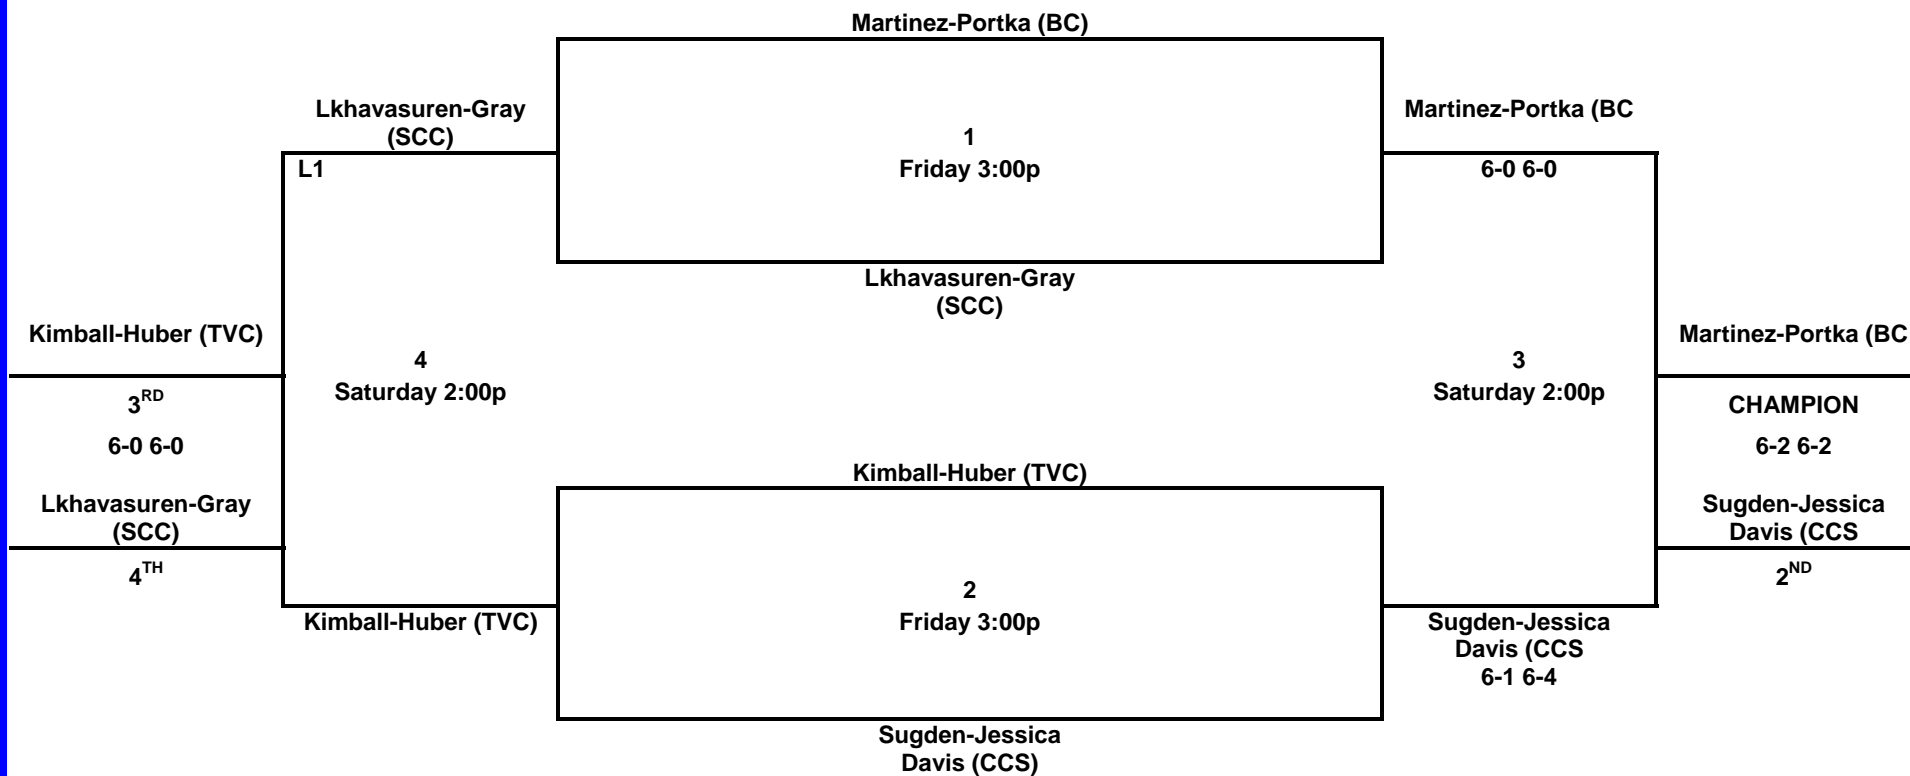 Martinez-Portka (BC)
Lkhavasuren-Gray
(SCC)
1
Martinez-Portka (BC
L1
Friday 3:00p
6-0 6-0
Lkhavasuren-Gray
(SCC)
Kimball-Huber (TVC)
4
3
Martinez-Portka (BC
Saturday 2:00p
Saturday 2:00p
3RD
CHAMPION
6-0 6-0
6-2 6-2
Kimball-Huber (TVC)
Lkhavasuren-Gray
(SCC)
Sugden-Jessica
Davis (CCS
4TH
2ND
2
Kimball-Huber (TVC)
Friday 3:00p
Sugden-Jessica
Davis (CCS
6-1 6-4
Sugden-Jessica
Davis (CCS)